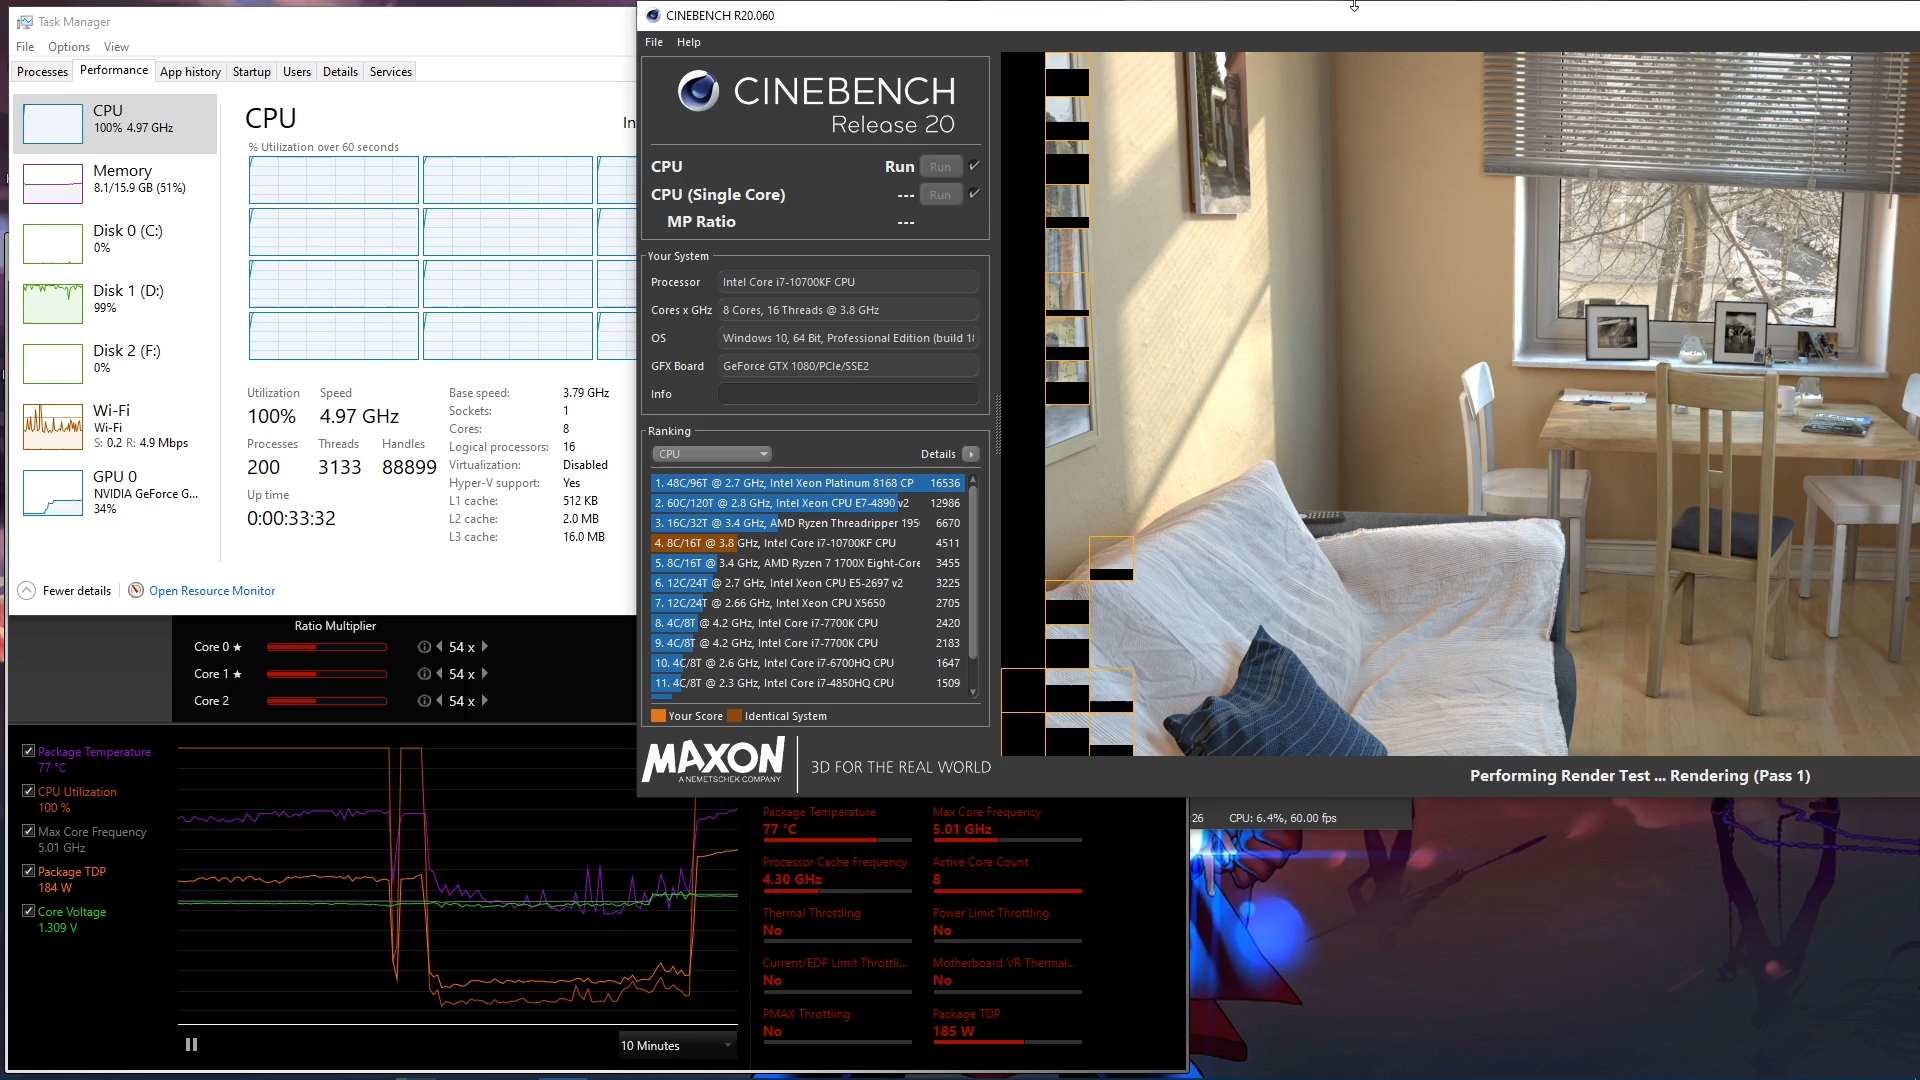 Task Manager
File Options View
Processes Performance App history Startup Users Details Services
CPU
100% 4.97 GHz
Memory
8.1/15.9 GB (51%)
Disk 0 (C:)
0%
Disk 1 (D:)
99%
Disk 2 (F:)
0%
Wi-Fi
Wi-Fi
S: 0.2 R: 4.9 Mbps
GPU 0
NVIDIA GeForce G...
34%
CPU
In
% Utilization over 60 seconds
Utilization Speed
100% 4.97 GHz
Processes Threads Handles
200 3133 88899
Up time
0:00:33:32
Base speed: 3.79 GHz
Sockets: 1
Cores: 8
Logical processors: 16
Virtualization: Disabled
Hyper-V support: Yes
L1 cache: 512 KB
L2 cache: 2.0 MB
L3 cache: 16.0 MB
Fewer details Open Resource Monitor
CINEBENCH R20.060
File Help
CINEBENCH
Release 20
CPU Run Run
CPU (Single Core) --- Run
MP Ratio ---
Your System
Processor Intel Core i7-10700KF CPU
Cores x GHz 8 Cores, 16 Threads @ 3.8 GHz
OS Windows 10, 64 Bit, Professional Edition (build 18
GFX Board GeForce GTX 1080/PCIe/SSE2
Info
Ranking
CPU Details
1. 48C/96T @ 2.7 GHz, Intel Xeon Platinum 8168 CP 16536
2. 60C/120T @ 2.8 GHz, Intel Xeon CPU E7-4890 v2 12986
3. 16C/32T @ 3.4 GHz, AMD Ryzen Threadripper 195 6670
4. 8C/16T @ 3.8 GHz, Intel Core i7-10700KF CPU 4511
5. 8C/16T @ 3.4 GHz, AMD Ryzen 7 1700X Eight-Core 3455
6. 12C/24T @ 2.7 GHz, Intel Xeon CPU E5-2697 v2 3225
7. 12C/24T @ 2.66 GHz, Intel Xeon CPU X5650 2705
8. 4C/8T @ 4.2 GHz, Intel Core i7-7700K CPU 2420
9. 4C/8T @ 4.2 GHz, Intel Core i7-7700K CPU 2183
10. 4C/8T @ 2.6 GHz, Intel Core i7-6700HQ CPU 1647
11. 4C/8T @ 2.3 GHz, Intel Core i7-4850HQ CPU 1509
Your Score Identical System
MAXON
A NEMETSCHEK COMPANY
3D FOR THE REAL WORLD
Performing Render Test ... Rendering (Pass 1)
:26 CPU: 6.4%, 60.00 fps
Ratio Multiplier
Core 0 ★ 54 x
Core 1 ★ 54 x
Core 2 54 x
Package Temperature
77 °C
CPU Utilization
100 %
Max Core Frequency
5.01 GHz
Package TDP
184 W
Core Voltage
1.309 V
10 Minutes
Package Temperature Max Core Frequency
77 °C 5.01 GHz
Processor Cache Frequency Active Core Count
4.30 GHz 8
Thermal Throttling Power Limit Throttling
No No
Current/EDP Limit Throttli... Motherboard VR Thermal...
No No
PMAX Throttling Package TDP
No 185 W